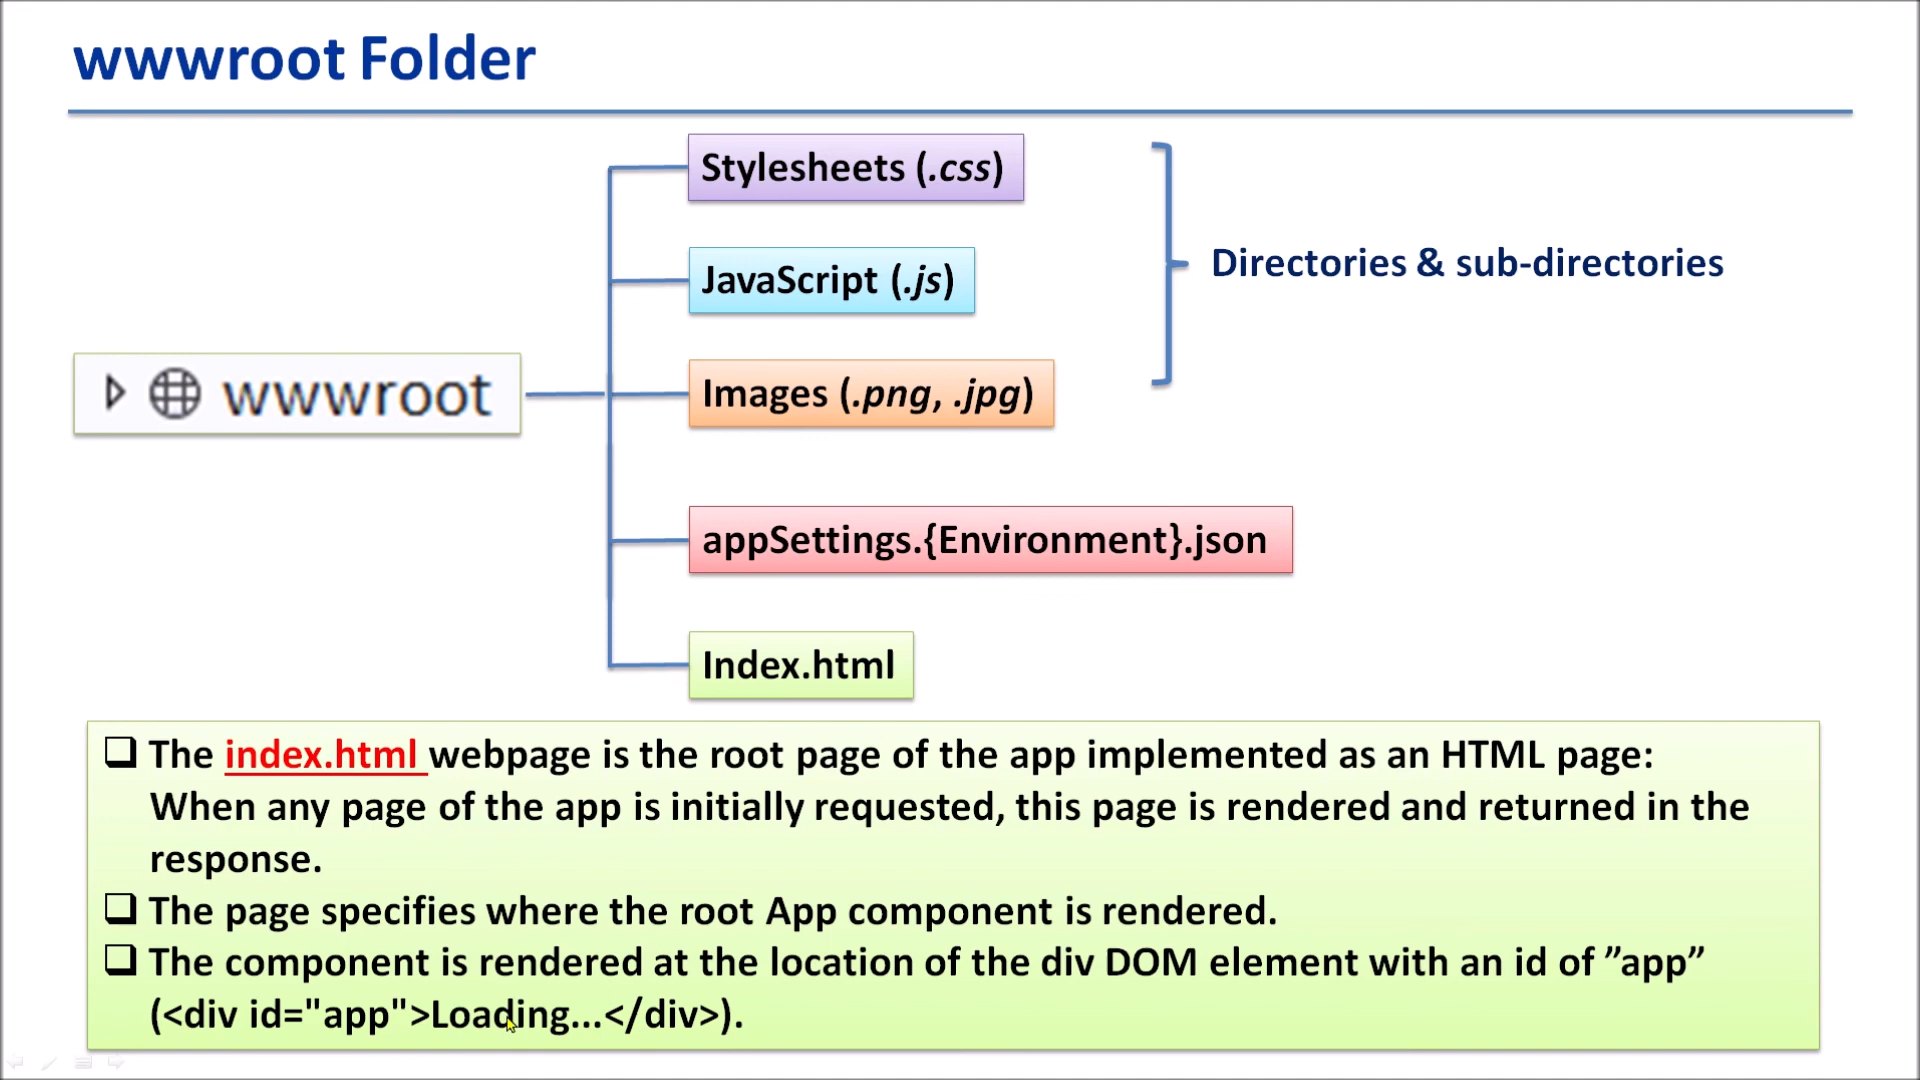 wwwroot Folder
Stylesheets (.css)
JavaScript (.js)
Directories & sub-directories
wwwroot
Images (.png, .jpg)
appSettings.{Environment}.json
Index.html
The index.html webpage is the root page of the app implemented as an HTML page:
When any page of the app is initially requested, this page is rendered and returned in the
response.
The page specifies where the root App component is rendered.
The component is rendered at the location of the div DOM element with an id of ”app”
(<div id="app">Loading...</div>).